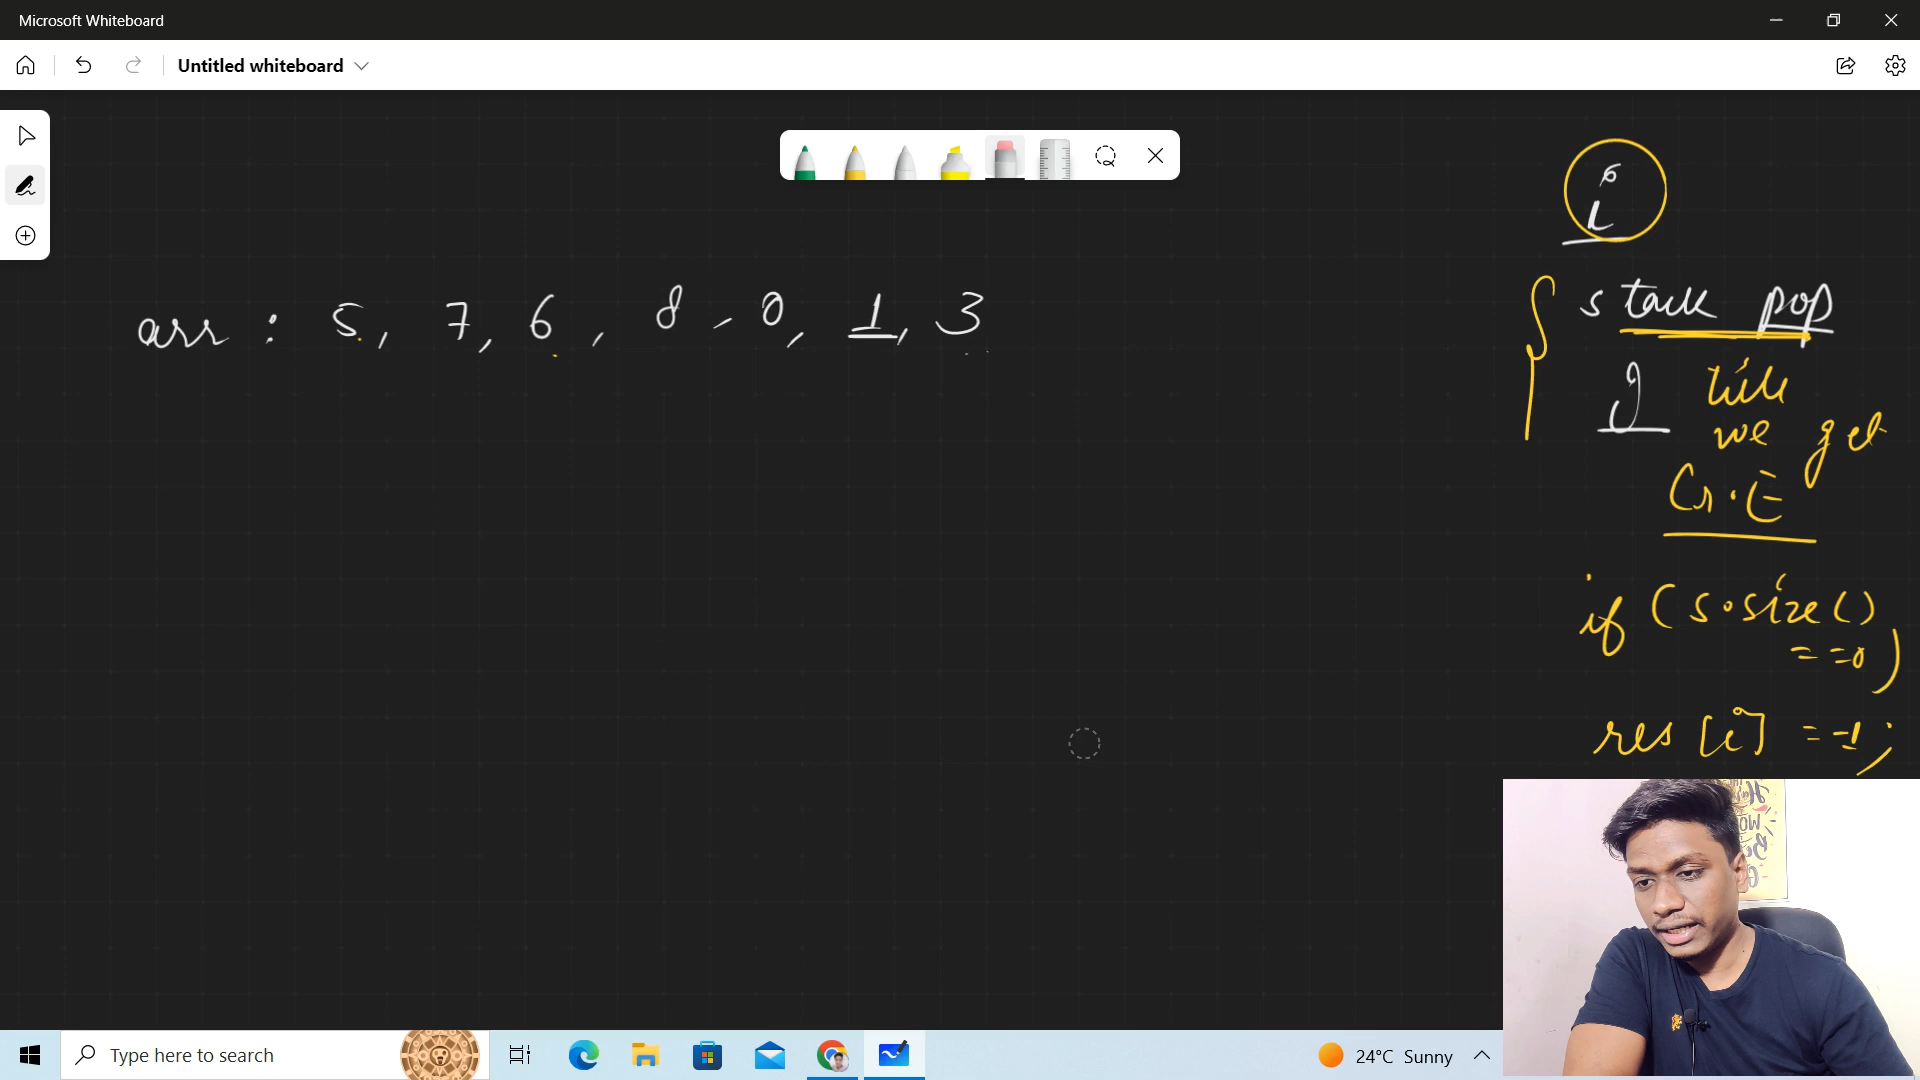 Microsoft Whiteboard
Untitled whiteboard
6
L
arr : 5, 7, 6, 8, 0, 1, 3
stack pop
till
we get
Gr.E
if (s.size()
==0)
res[i] = -1;
Type here to search
24°C Sunny